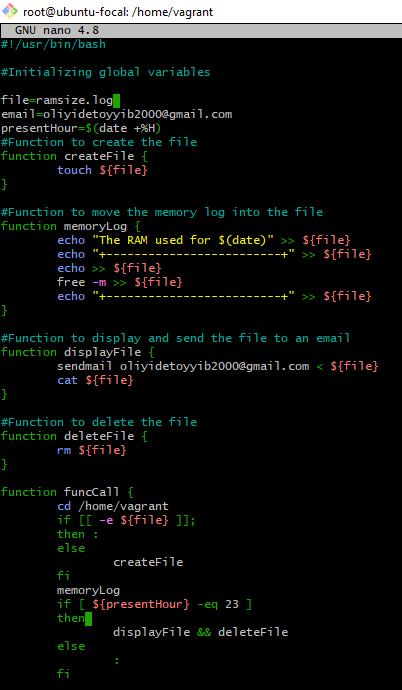 root@ubuntu-focal: /home/vagrant
GNU nano 4.8
#!/usr/bin/bash
#Initializing global variables
file=ramsize.log
email=oliyidetoyyib2000@gmail.com
presentHour=$(date +%H)
#Function to create the file
function createFile {
touch ${file}
}
#Function to move the memory log into the file
function memoryLog {
echo "The RAM used for $(date)" >> ${file}
echo "+-------------------------+" >> ${file}
echo >> ${file}
free -m >> ${file}
echo "+-------------------------+" >> ${file}
}
#Function to display and send the file to an email
function displayFile {
sendmail oliyidetoyyib2000@gmail.com < ${file}
cat ${file}
}
#Function to delete the file
function deleteFile {
rm ${file}
}
function funcCall {
cd /home/vagrant
if [[ -e ${file} ]];
then :
else
createFile
fi
memoryLog
if [ ${presentHour} -eq 23 ]
then
displayFile && deleteFile
else
:
fi